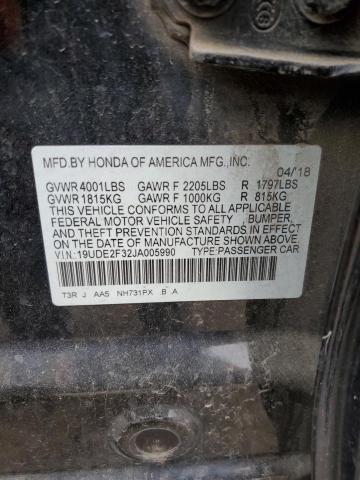 MFD.BY HONDA OF AMERICA MFG.,INC.
04/18
GVWR 4001LBS GAWR F 2205LBS R 1797LBS
GVWR 1815KG GAWR F 1000KG R 815KG
THIS VEHICLE CONFORMS TO ALL APPLICABLE
FEDERAL MOTOR VEHICLE SAFETY, BUMPER,
AND THEFT PREVENTION STANDARDS IN EFFECT
ON THE DATE OF MANUFACTURE SHOWN ABOVE.
VIN:19UDE2F32JA005990 TYPE:PASSENGER CAR
T3R J AA5 NH731PX B A